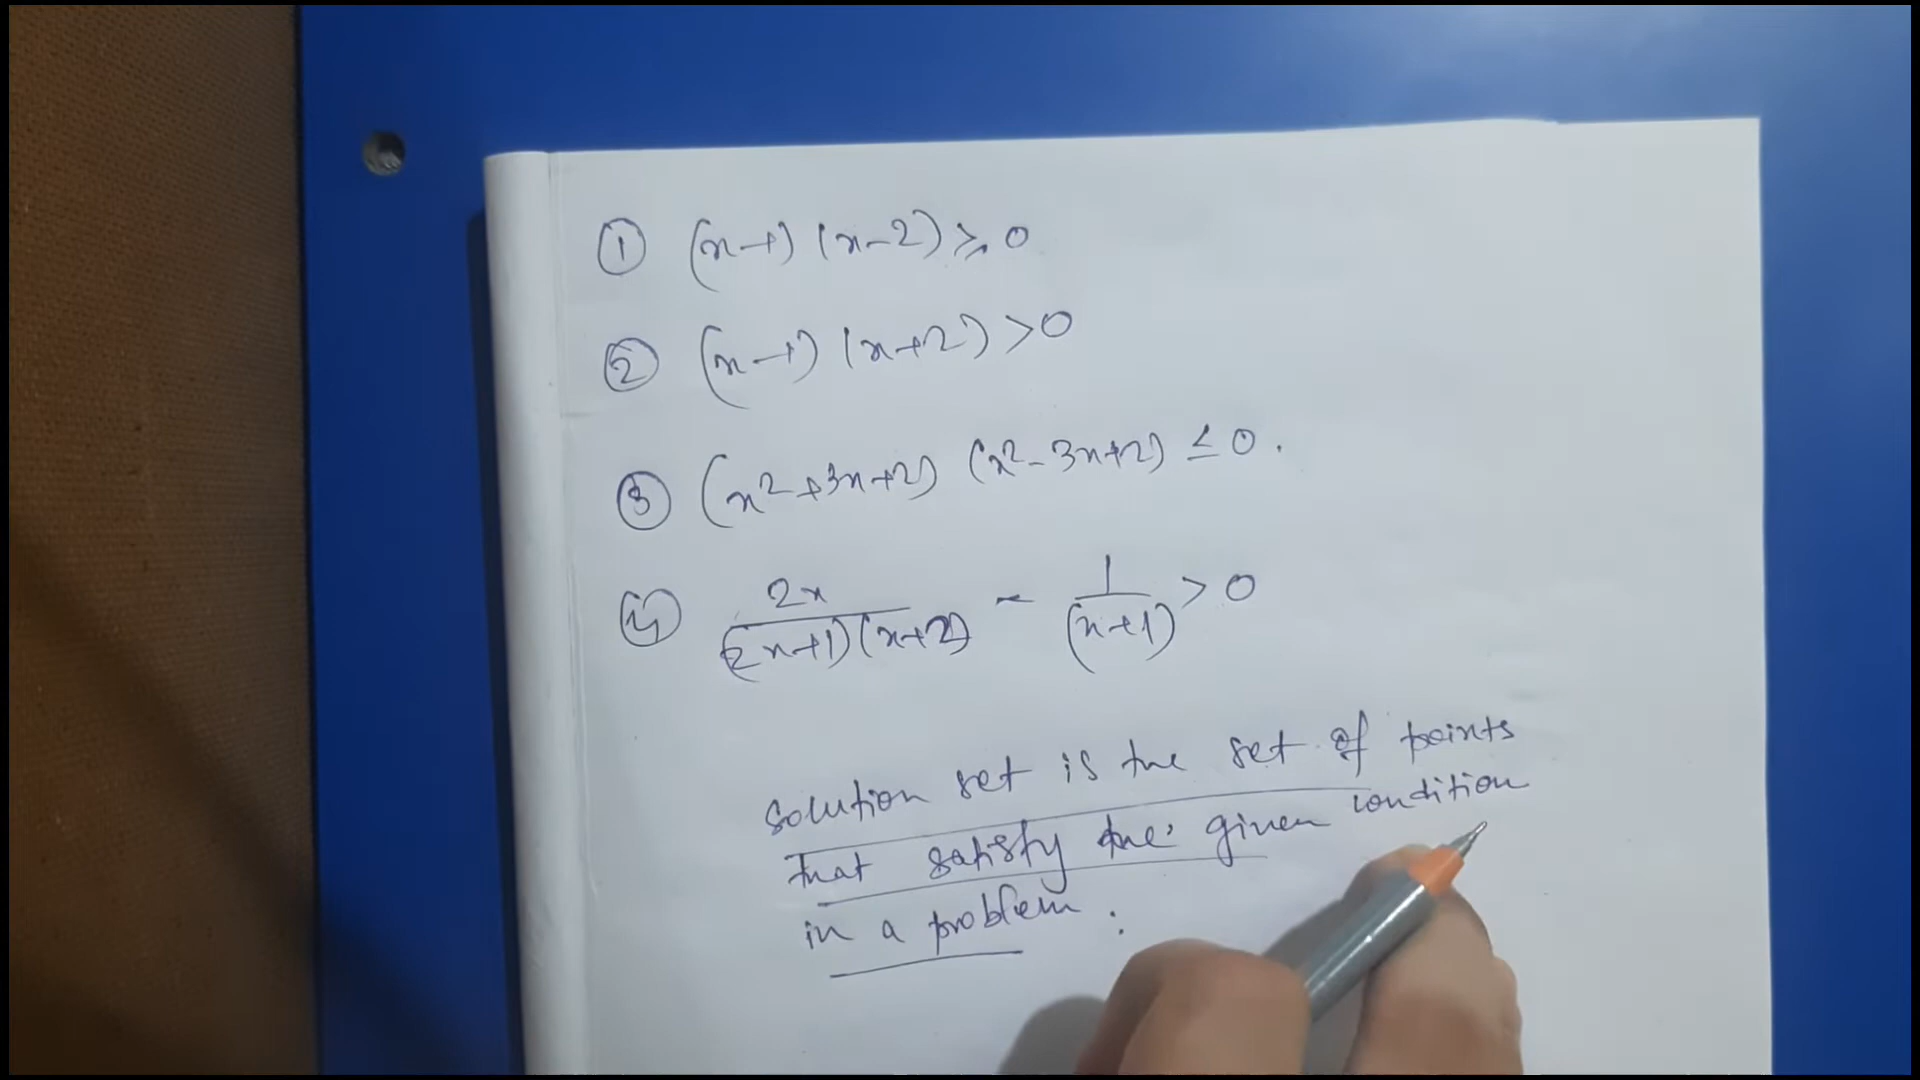 ① (x-1) (x-2) ≥ 0
② (x-1) (x+2) > 0
③ (x²+3x+2) (x²-3x+2) ≤ 0.
④ 2x/((2x+1)(x+2)) - 1/(x+1) > 0
Solution set is the set of points
that satisfy the given condition
in a problem.